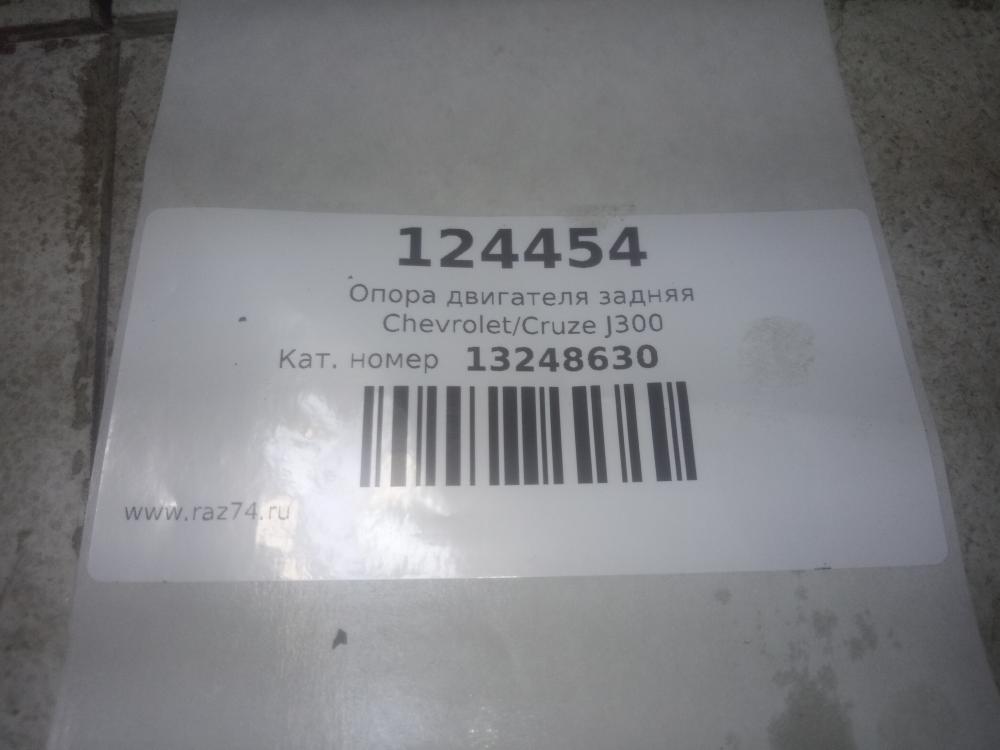 124454
Опора двигателя задняя
Chevrolet/Cruze J300
Кат. номер 13248630
www.raz74.ru